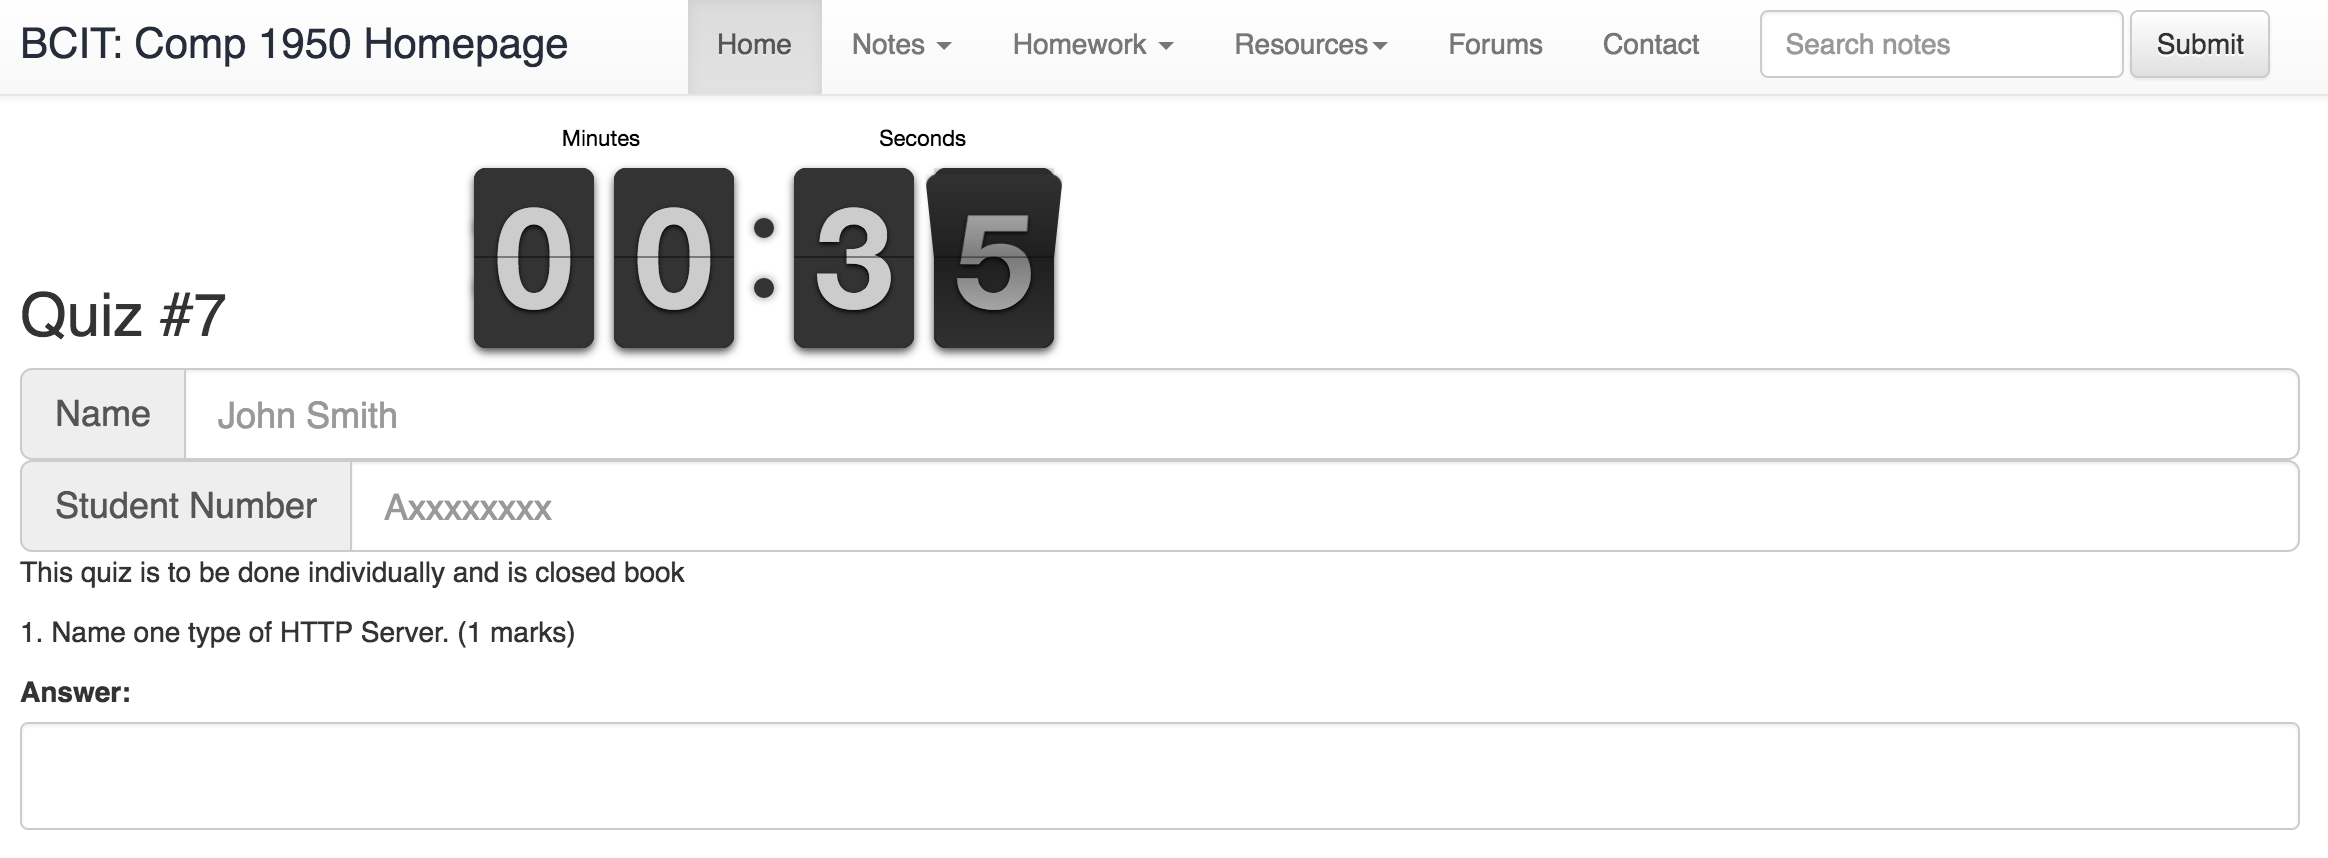 BCIT: Comp 1950 Homepage Home Notes Homework Resources Forums Contact Search notes Submit
Minutes Seconds
00:35
Quiz #7
Name John Smith
Student Number Axxxxxxxx
This quiz is to be done individually and is closed book
1. Name one type of HTTP Server. (1 marks)
Answer: